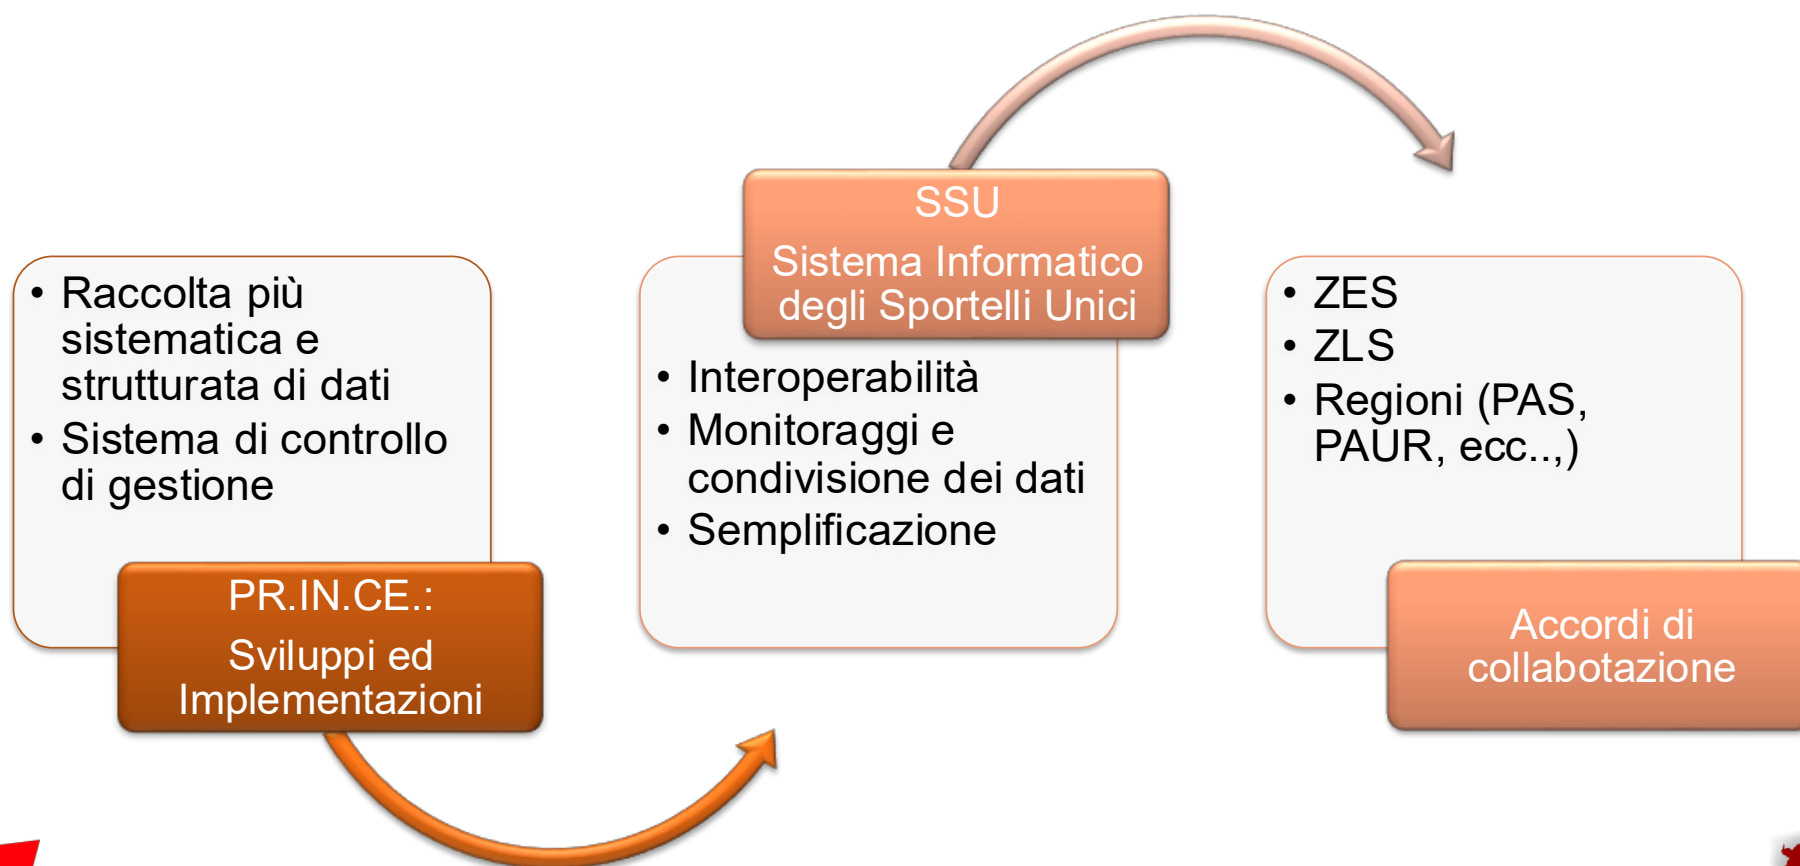 • Raccolta più
sistematica e
strutturata di dati
• Sistema di controllo
di gestione
PR.IN.CE.:
Sviluppi ed
Implementazioni
SSU
Sistema Informatico
degli Sportelli Unici
• Interoperabilità
• Monitoraggi e
condivisione dei dati
• Semplificazione
• ZES
• ZLS
• Regioni (PAS,
PAUR, ecc..,)
Accordi di
collabotazione